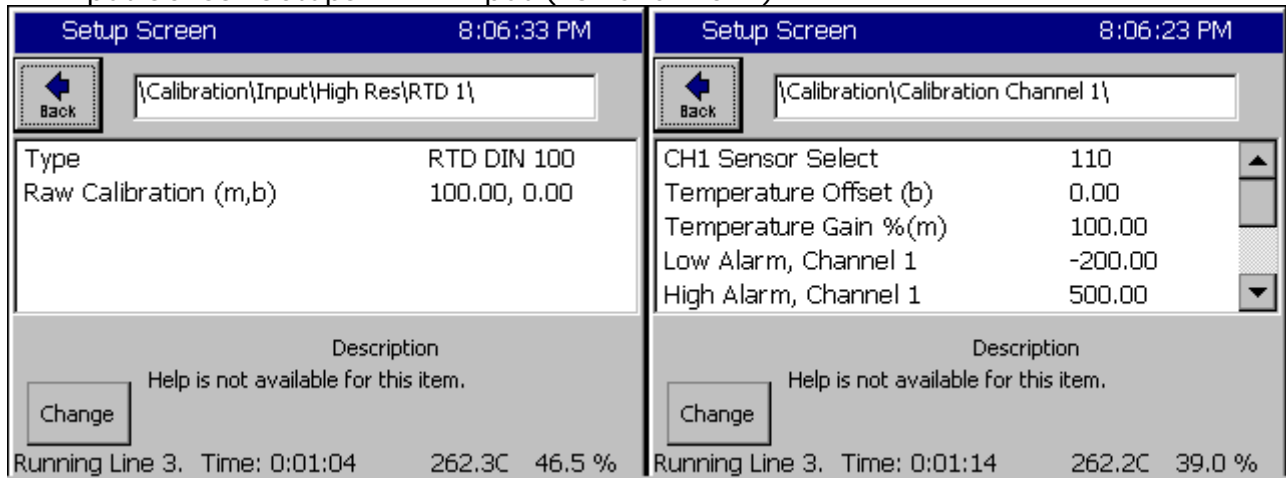 Setup Screen 8:06:33 PM
Back
\Calibration\Input\High Res\RTD 1\
Type RTD DIN 100
Raw Calibration (m,b) 100.00, 0.00
Description
Help is not available for this item.
Change
Running Line 3. Time: 0:01:04 262.3C 46.5 %
Setup Screen 8:06:23 PM
Back
\Calibration\Calibration Channel 1\
CH1 Sensor Select 110
Temperature Offset (b) 0.00
Temperature Gain %(m) 100.00
Low Alarm, Channel 1 -200.00
High Alarm, Channel 1 500.00
Description
Help is not available for this item.
Change
Running Line 3. Time: 0:01:14 262.2C 39.0 %